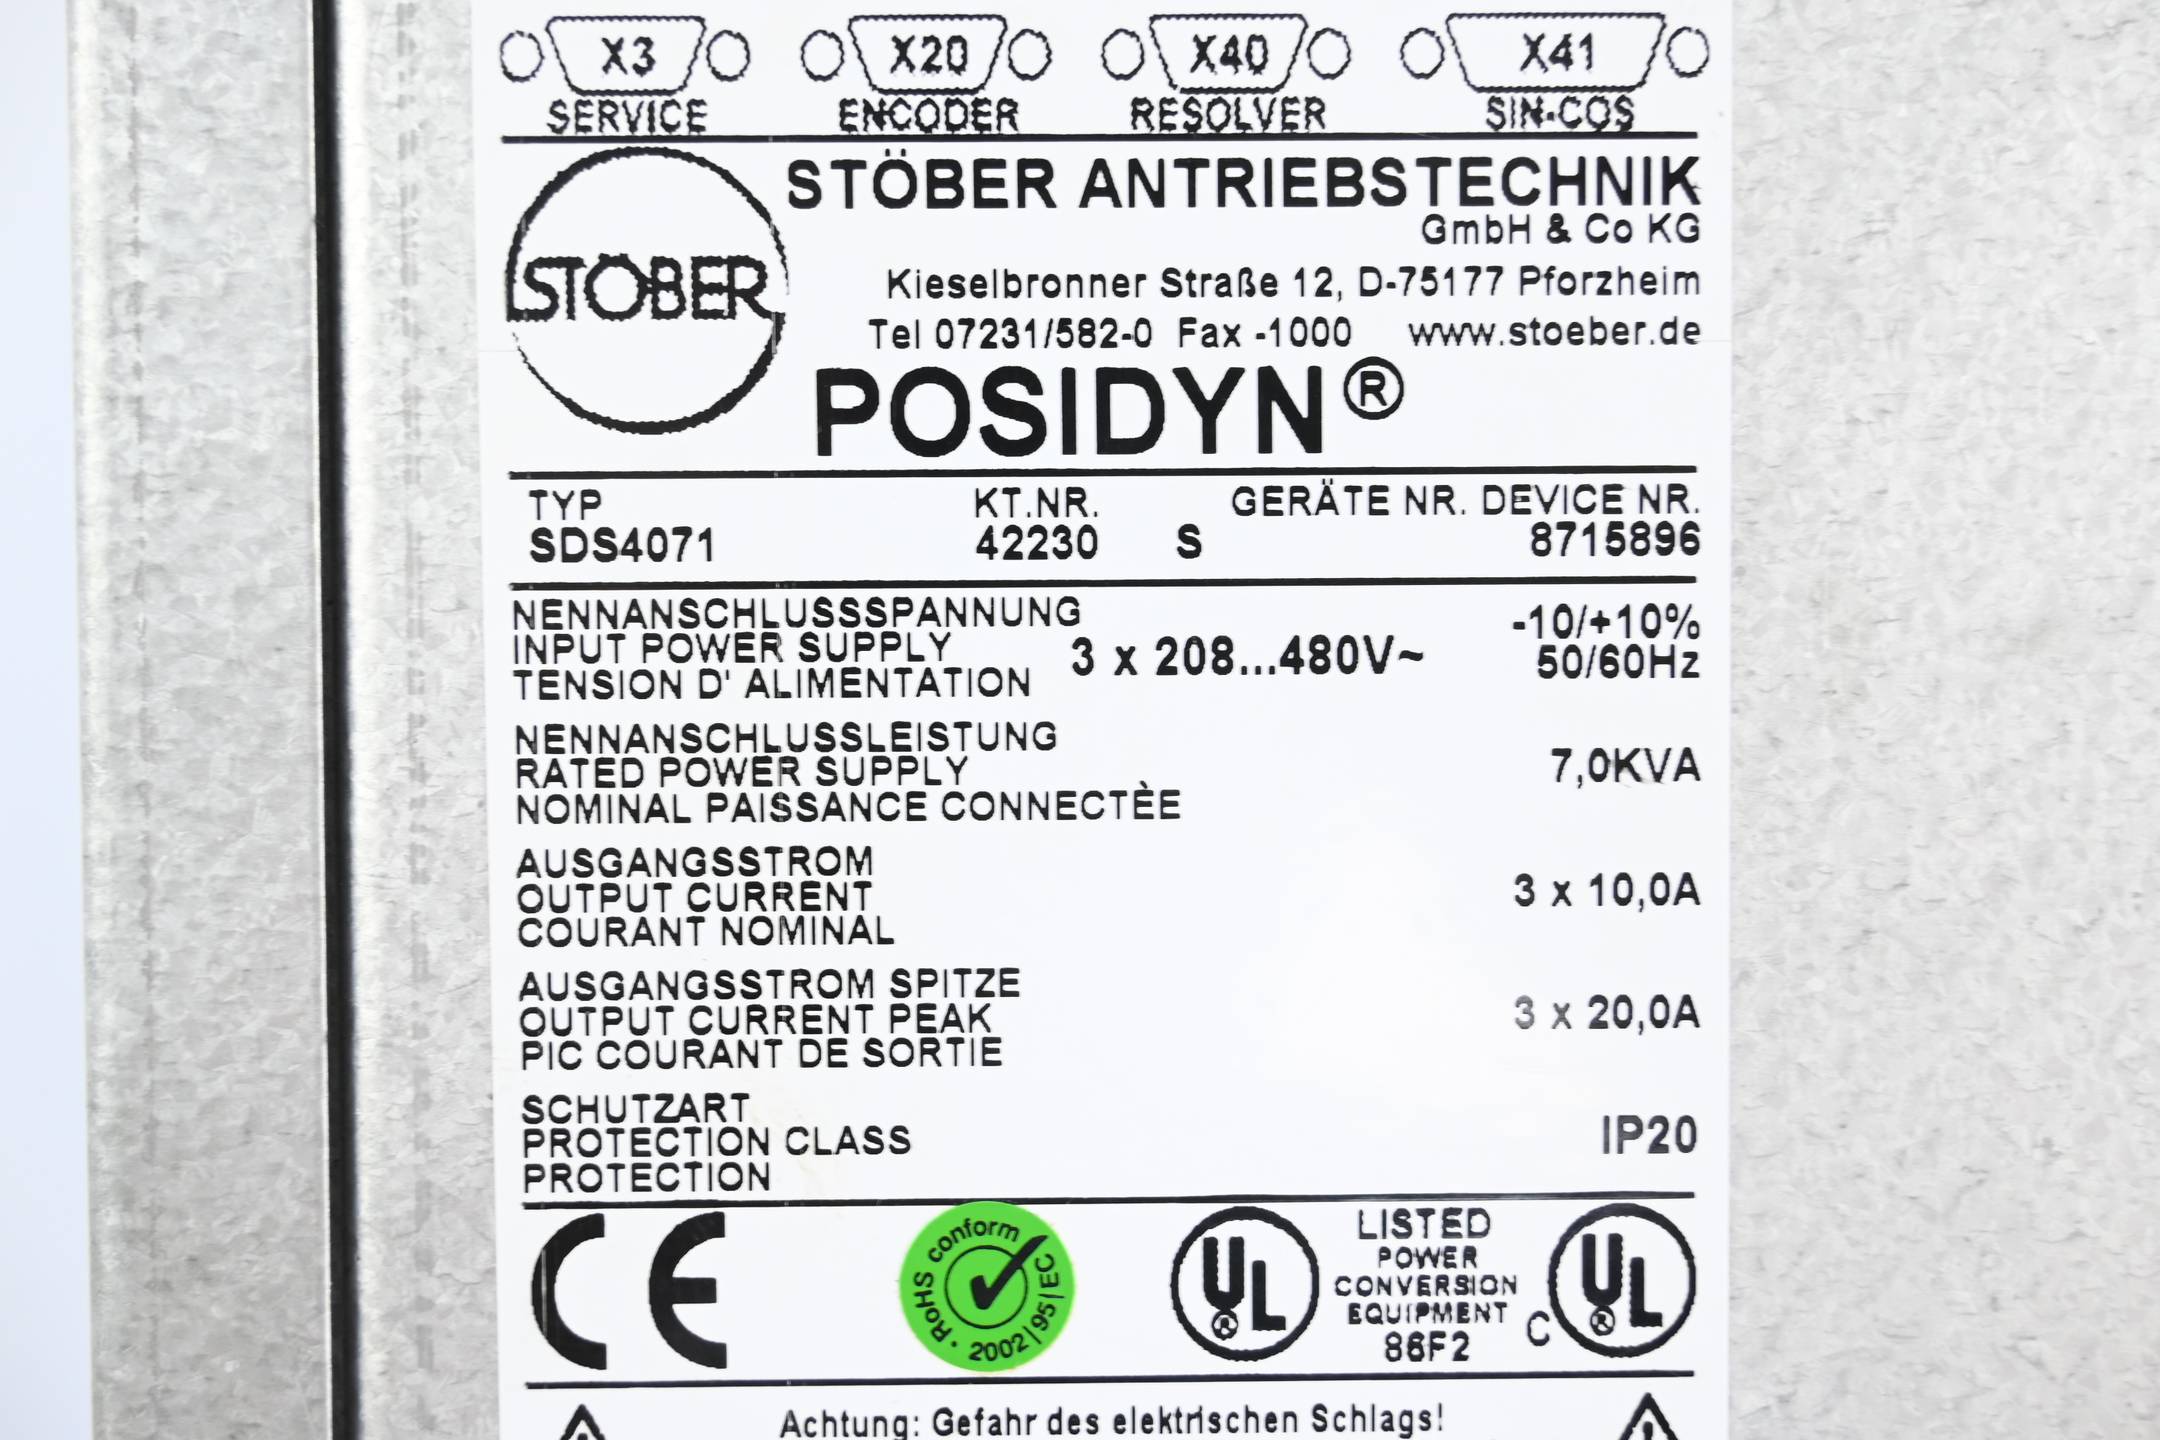 X3 X20 X40 X41
SERVICE ENCODER RESOLVER SIN-COS
STÖBER
STÖBER ANTRIEBSTECHNIK
GmbH & Co KG
Kieselbronner Straße 12, D-75177 Pforzheim
Tel 07231/582-0 Fax -1000 www.stoeber.de
POSIDYN®
TYP KT.NR. GERÄTE NR. DEVICE NR.
SDS4071 42230 S 8715896
NENNANSCHLUSSSPANNUNG
INPUT POWER SUPPLY
TENSION D' ALIMENTATION
3 x 208...480V~
-10/+10%
50/60Hz
NENNANSCHLUSSLEISTUNG
RATED POWER SUPPLY
NOMINAL PAISSANCE CONNECTÈE
7,0KVA
AUSGANGSSTROM
OUTPUT CURRENT
COURANT NOMINAL
3 x 10,0A
AUSGANGSSTROM SPITZE
OUTPUT CURRENT PEAK
PIC COURANT DE SORTIE
3 x 20,0A
SCHUTZART
PROTECTION CLASS
PROTECTION
IP20
CE
RoHS conform
2002/95/EC
UL ®
LISTED
POWER
CONVERSION
EQUIPMENT
86F2
C UL ®
Achtung: Gefahr des elektrischen Schlags!